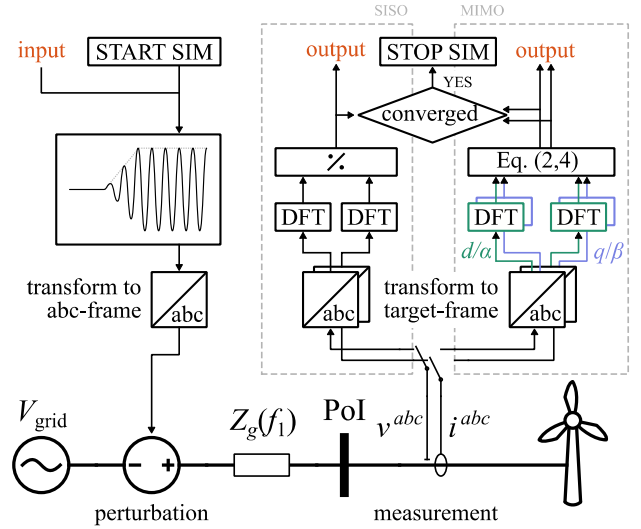 SISO
MIMO
input
START SIM
output
STOP SIM
output
YES
converged
٪
Eq. (2,4)
DFT
DFT
DFT
DFT
d/α
q/β
transform to
abc-frame
abc
abc
transform to
target-frame
abc
V_grid
Z_g(f_1)
PoI
v^abc
i^abc
-
+
perturbation
measurement